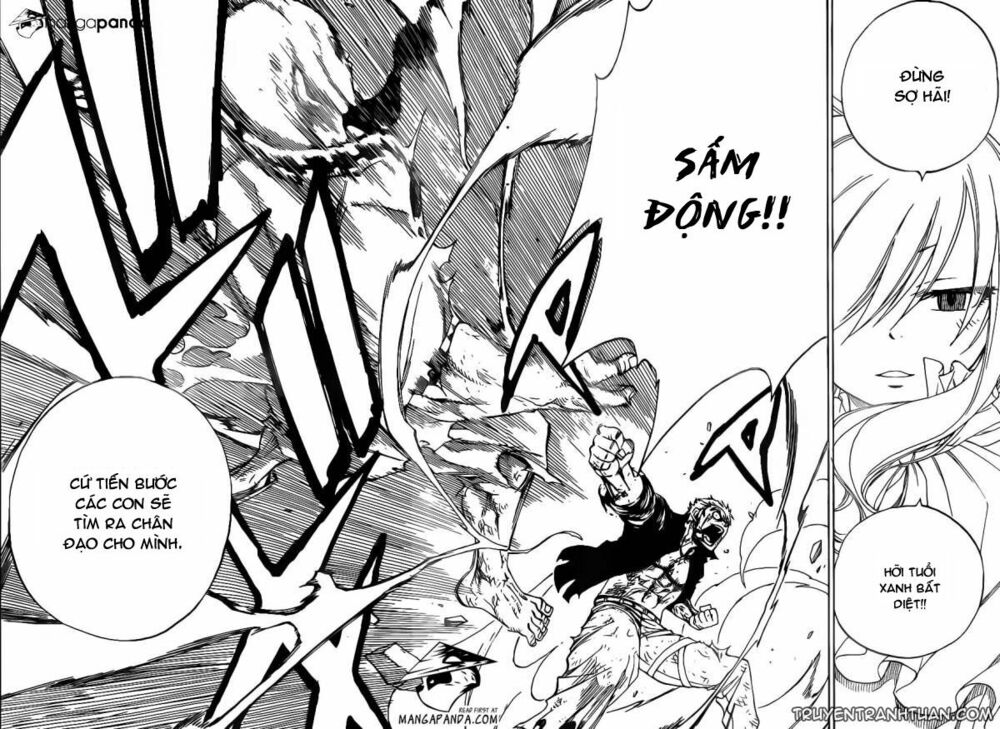 ĐỪNG
SỢ HÃI!
HỠI TUỔI
XANH BẤT
DIỆT!!
SẤM
ĐỘNG!!
CỨ TIẾN BƯỚC
CÁC CON SẼ
TÌM RA CHÂN
ĐẠO CHO MÌNH.
mangapanda
READ FIRST AT
MANGAPANDA.COM
TRUYENTRANHTUAN.COM